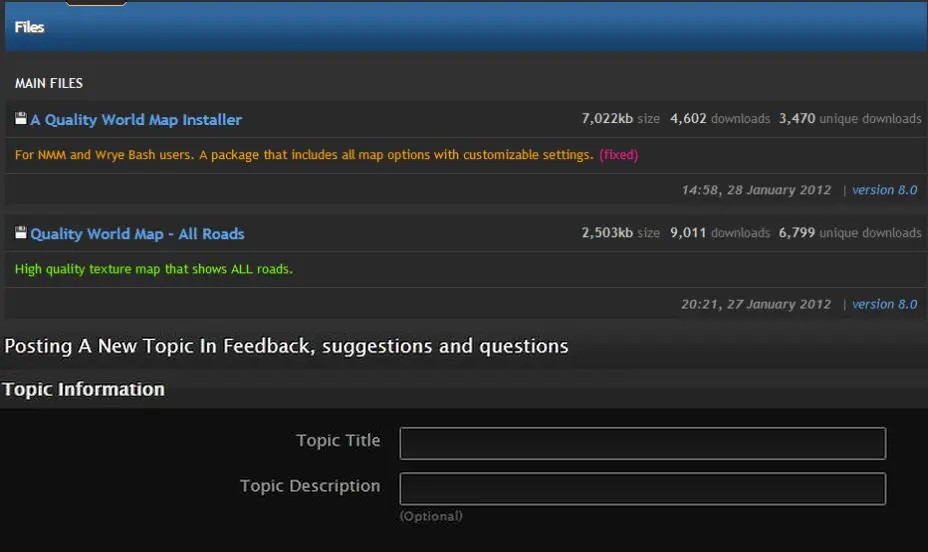 Files
MAIN FILES
A Quality World Map Installer 7,022kb size 4,602 downloads 3,470 unique downloads
For NMM and Wrye Bash users. A package that includes all map options with customizable settings. (fixed)
14:58, 28 January 2012 | version 8.0
Quality World Map - All Roads 2,503kb size 9,011 downloads 6,799 unique downloads
High quality texture map that shows ALL roads.
20:21, 27 January 2012 | version 8.0
Posting A New Topic In Feedback, suggestions and questions
Topic Information
Topic Title
Topic Description
(Optional)